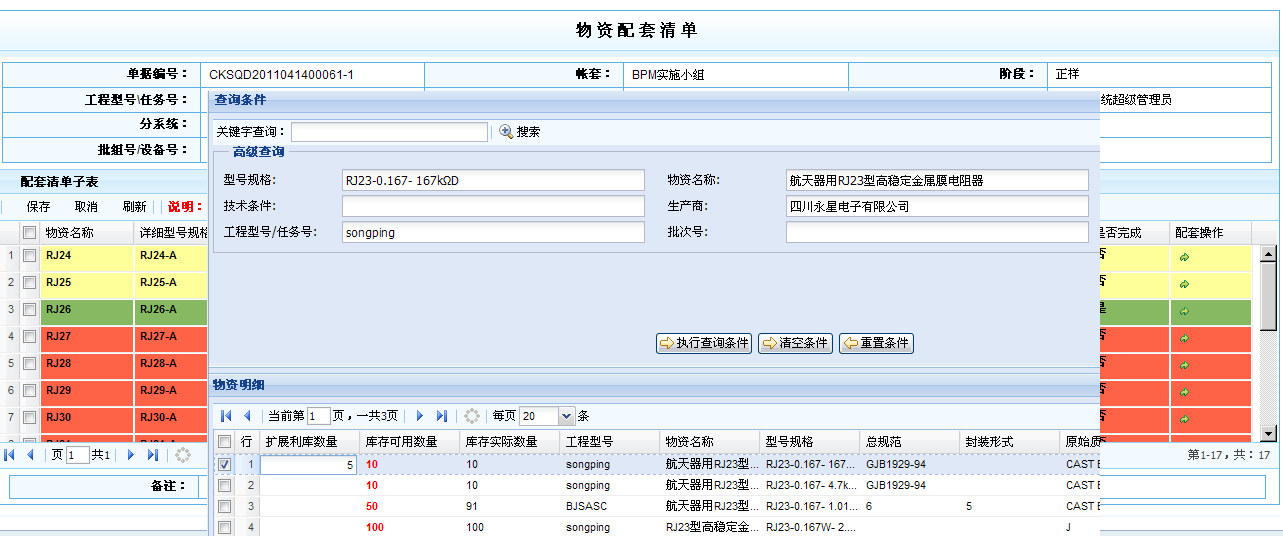 物资配套清单
单据编号： CKSQD2011041400061-1 帐套： BPM实施小组 阶段： 正样
工程型号\任务号： 统超级管理员
查询条件
分系统：
关键字查询： 搜索
批组号/设备号：
高级查询
配套清单子表
型号规格: RJ23-0.167- 167kΩD 物资名称: 航天器用RJ23型高稳定金属膜电阻器
保存 取消 刷新 说明：
技术条件: 生产商: 四川永星电子有限公司
物资名称 详细型号规格 是否完成 配套操作
工程型号/任务号: songping 批次号:
1 RJ24 RJ24-A 否
2 RJ25 RJ25-A 否
3 RJ26 RJ26-A 是
4 RJ27 RJ27-A 否
执行查询条件 清空条件 重置条件
5 RJ28 RJ28-A 否
6 RJ29 RJ29-A 否
物资明细
7 RJ30 RJ30-A 否
当前第 1 页，一共3页 每页 20 条
行 扩展利库数量 库存可用数量 库存实际数量 工程型号 物资名称 型号规格 总规范 封装形式 原始质
页 1 共1 第1-17，共：17
1 5 10 10 songping 航天器用RJ23型... RJ23-0.167- 167... GJB1929-94 CAST
备注：
2 10 10 songping 航天器用RJ23型... RJ23-0.167- 4.7k... GJB1929-94 CAST
3 50 91 BJSASC 航天器用RJ23型... RJ23-0.167- 1.01... 6 5 CAST
4 100 100 songping RJ23型高稳定金... RJ23-0.167W- 2.... J